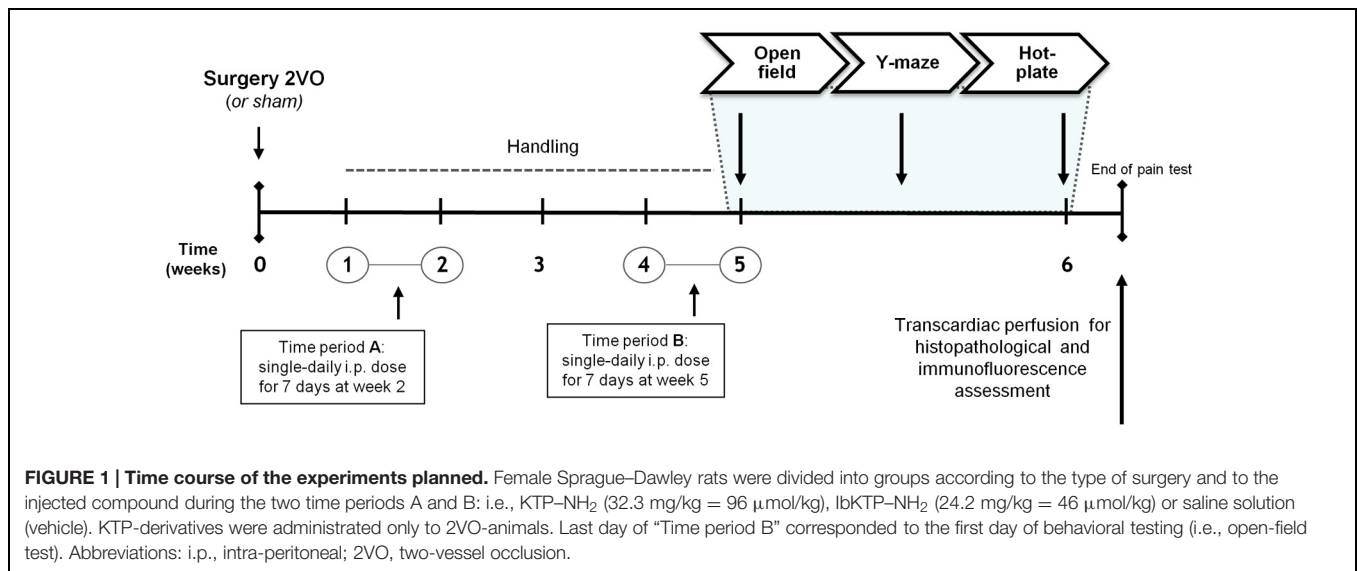 Open
field
Y-maze
Hot-
plate
Surgery 2VO
(or sham)
Handling
End of pain test
Time
(weeks)
0
1
2
3
4
5
6
Time period A:
single-daily i.p. dose
for 7 days at week 2
Time period B:
single-daily i.p. dose
for 7 days at week 5
Transcardiac perfusion for
histopathological and
immunofluorescence
assessment
FIGURE 1 | Time course of the experiments planned. Female Sprague–Dawley rats were divided into groups according to the type of surgery and to the
injected compound during the two time periods A and B: i.e., KTP–NH₂ (32.3 mg/kg = 96 μmol/kg), IbKTP–NH₂ (24.2 mg/kg = 46 μmol/kg) or saline solution
(vehicle). KTP-derivatives were administrated only to 2VO-animals. Last day of “Time period B” corresponded to the first day of behavioral testing (i.e., open-field
test). Abbreviations: i.p., intra-peritoneal; 2VO, two-vessel occlusion.